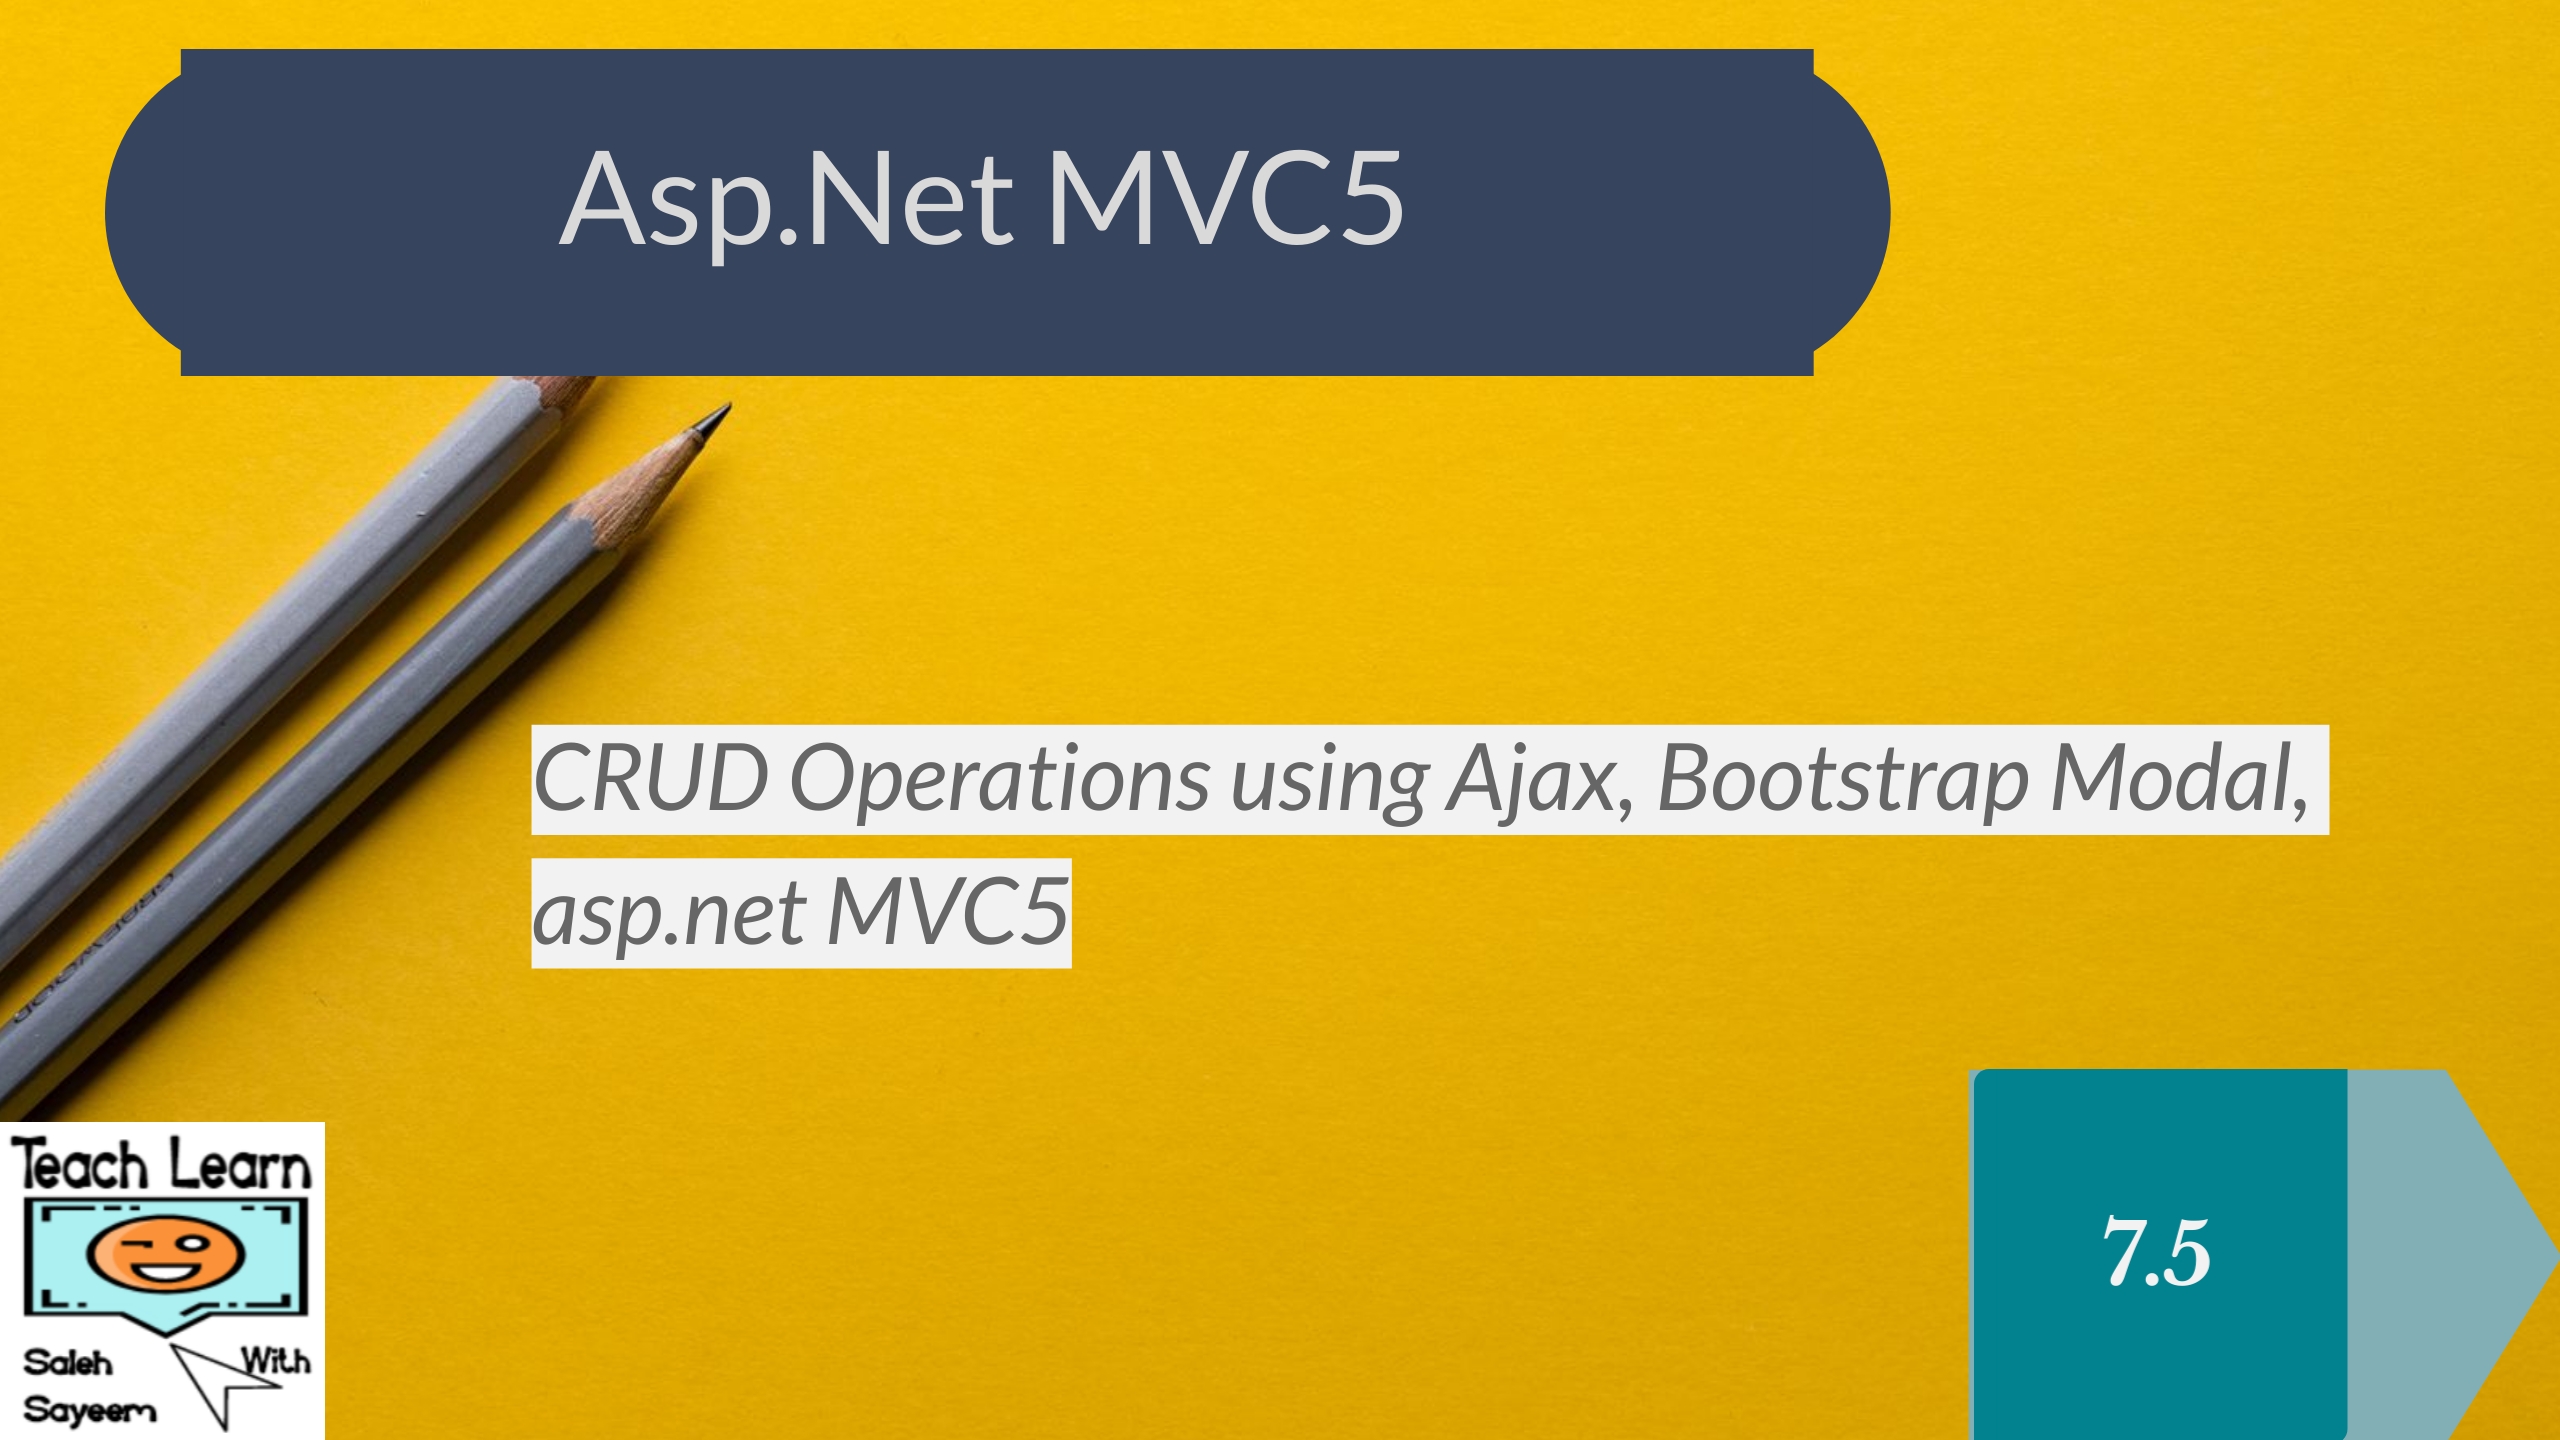 Asp.Net MVC5
CRUD Operations using Ajax, Bootstrap Modal,
asp.net MVC5
7.5
Teach Learn
With
Saleh
Sayeem